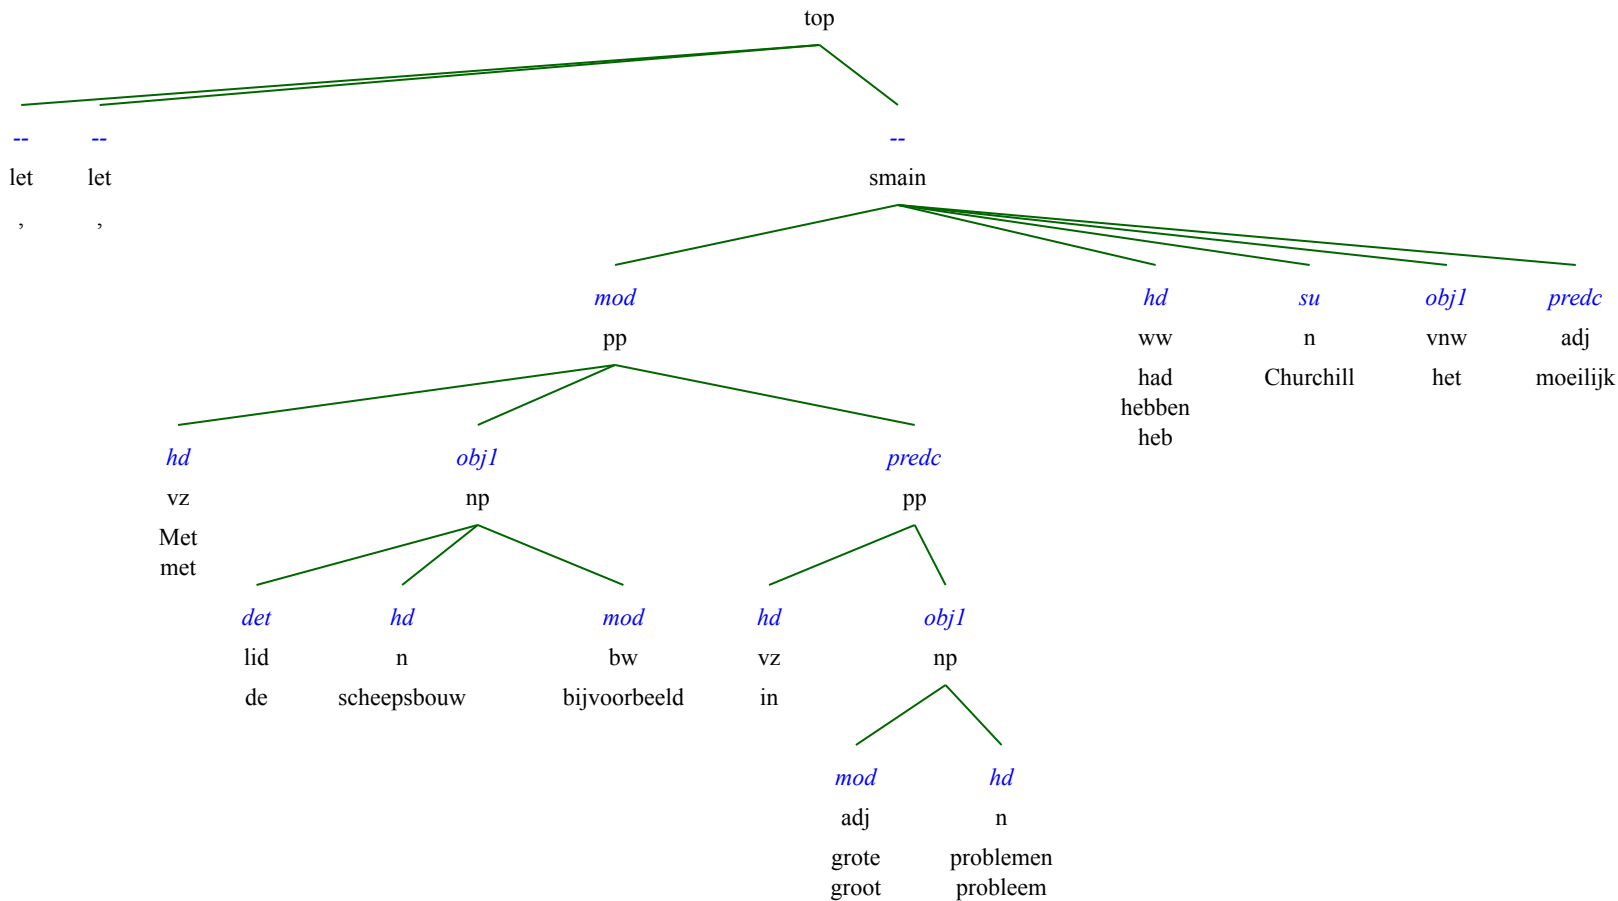 top
-- -- --
let let smain
, ,
mod hd su obj1 predc
pp ww n vnw adj
had Churchill het moeilijk
hebben
heb
hd obj1 predc
vz np pp
Met
met
det hd mod hd obj1
lid n bw vz np
de scheepsbouw bijvoorbeeld in
mod hd
adj n
grote problemen
groot probleem